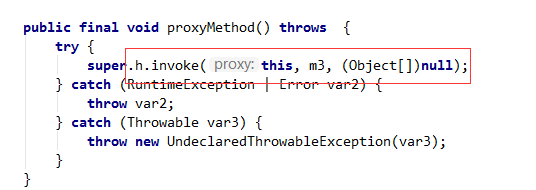 public final void proxyMethod() throws  {
    try {
        super.h.invoke( proxy: this, m3, (Object[])null);
    } catch (RuntimeException | Error var2) {
        throw var2;
    } catch (Throwable var3) {
        throw new UndeclaredThrowableException(var3);
    }
}